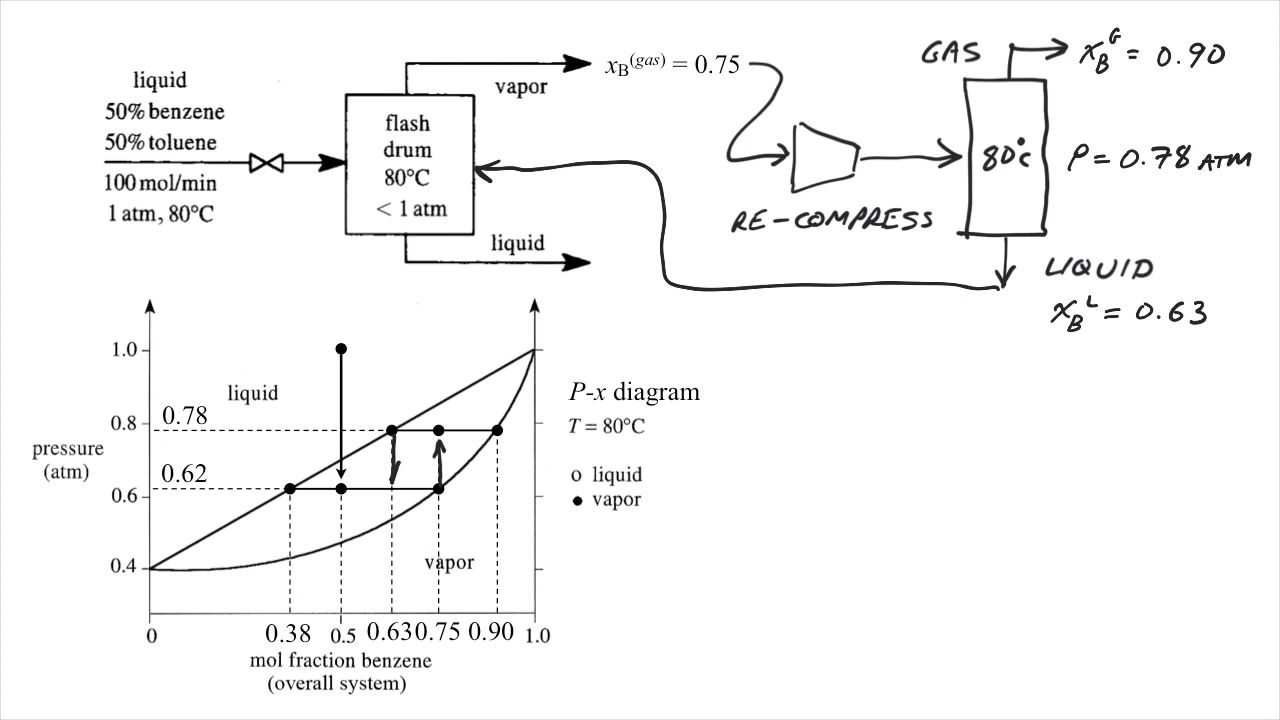 liquid
50% benzene
50% toluene
100 mol/min
1 atm, 80°C
flash
drum
80°C
< 1 atm
vapor
liquid
xB(gas) = 0.75
RE-COMPRESS
GAS
xBG = 0.90
80°C
P = 0.78 ATM
LIQUID
xBL = 0.63
1.0
0.8
0.6
0.4
pressure
(atm)
0.78
0.62
liquid
vapor
P-x diagram
T = 80°C
liquid
vapor
0 0.38 0.5 0.63 0.75 0.90 1.0
mol fraction benzene
(overall system)